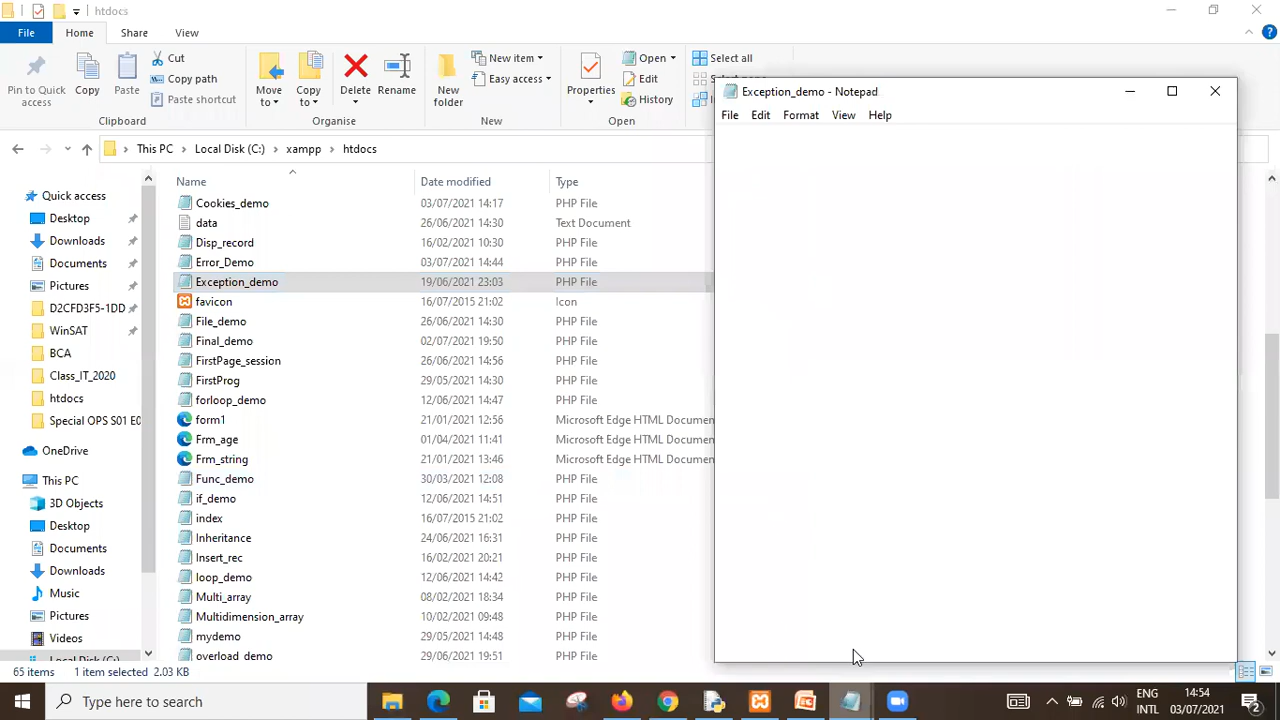 htdocs
File
Home
Share
View
Pin to Quick access
Copy
Paste
Cut
Copy path
Paste shortcut
Clipboard
Move to
Copy to
Delete
Rename
Organise
New folder
New item
Easy access
New
Properties
Open
Edit
History
Open
Select all
This PC
Local Disk (C:)
xampp
htdocs
Name Date modified Type
Quick access
Desktop
Downloads
Documents
Pictures
D2CFD3F5-1DD
WinSAT
BCA
Class_IT_2020
htdocs
Special OPS S01 E0
OneDrive
This PC
3D Objects
Desktop
Documents
Downloads
Music
Pictures
Videos
Local Disk (C:)
Cookies_demo 03/07/2021 14:17 PHP File
data 26/06/2021 14:30 Text Document
Disp_record 16/02/2021 10:30 PHP File
Error_Demo 03/07/2021 14:44 PHP File
Exception_demo 19/06/2021 23:03 PHP File
favicon 16/07/2015 21:02 Icon
File_demo 26/06/2021 14:30 PHP File
Final_demo 02/07/2021 19:50 PHP File
FirstPage_session 26/06/2021 14:56 PHP File
FirstProg 29/05/2021 14:30 PHP File
forloop_demo 12/06/2021 14:47 PHP File
form1 21/01/2021 12:56 Microsoft Edge HTML Documen
Frm_age 01/04/2021 11:41 Microsoft Edge HTML Documen
Frm_string 21/01/2021 13:46 Microsoft Edge HTML Documen
Func_demo 30/03/2021 12:08 PHP File
if_demo 12/06/2021 14:51 PHP File
index 16/07/2015 21:02 PHP File
Inheritance 24/06/2021 16:31 PHP File
Insert_rec 16/02/2021 20:21 PHP File
loop_demo 12/06/2021 14:42 PHP File
Multi_array 08/02/2021 18:34 PHP File
Multidimension_array 10/02/2021 09:48 PHP File
mydemo 29/05/2021 14:48 PHP File
overload_demo 29/06/2021 19:51 PHP File
Exception_demo - Notepad
File Edit Format View Help
65 items 1 item selected 2.03 KB
Type here to search
ENG
INTL
14:54
03/07/2021
2